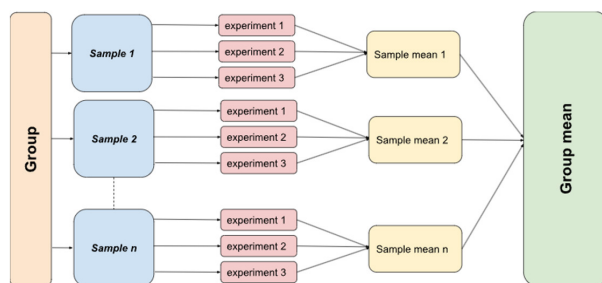 Group
Sample 1
experiment 1
experiment 2
experiment 3
Sample mean 1
Sample 2
experiment 1
experiment 2
experiment 3
Sample mean 2
Sample n
experiment 1
experiment 2
experiment 3
Sample mean n
Group mean